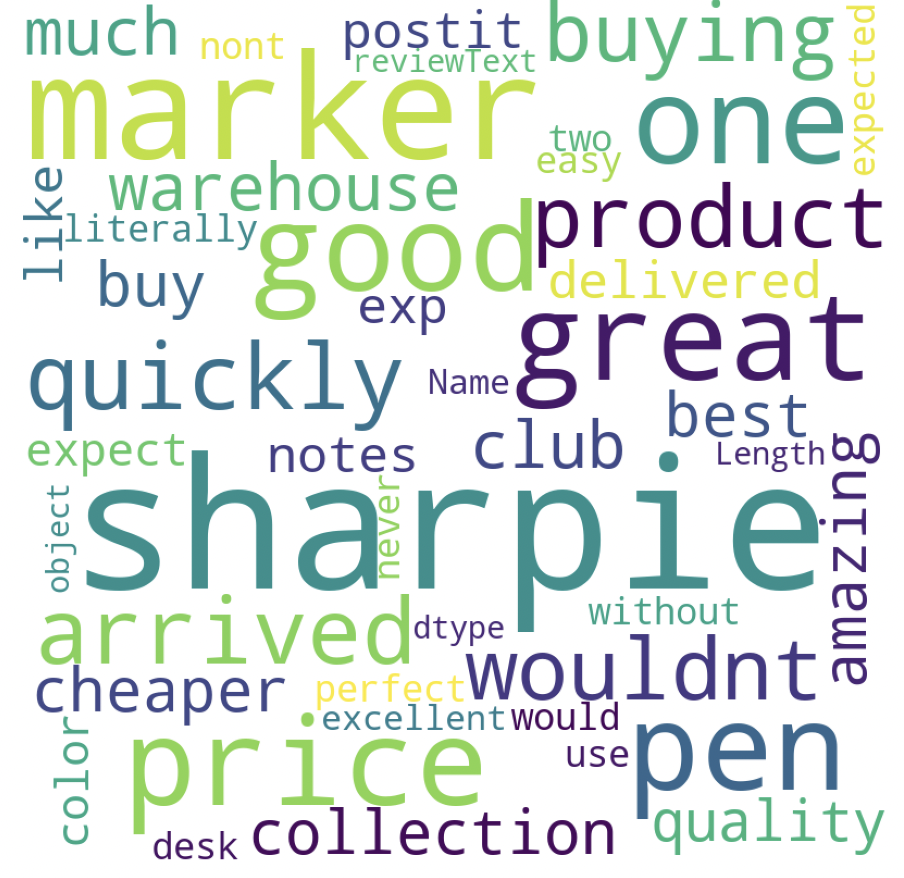 much
nont
postit
buying
expected
reviewText
marker
one
two
easy
like
warehouse
product
literally
good
buy
exp
delivered
great
quickly
Name
best
expect
notes
club
Length
amazing
object
sharpie
never
without
arrived
dtype
wouldnt
cheaper
perfect
excellent
would
color
price
use
pen
quality
desk
collection